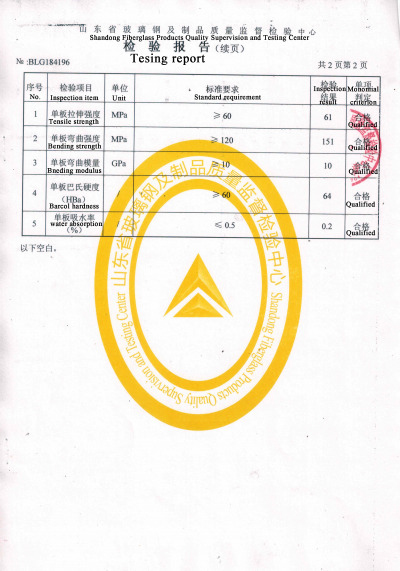 山东省玻璃钢及制品质量监督检验中心
Shandong Fiberglass Products Quality Supervision and Testing Center
检验报告(续页)
Tesing report
№ :BLG184196 共 2 页第 2 页
序号 检验项目 单位 标准要求 检验结果 单项判定
No. Inspection item Unit Standard requirement Inspection result Monomial criterion
1 单板拉伸强度 MPa ≥ 60 61 合格
Tensile strength Qualified
2 单板弯曲强度 MPa ≥ 120 151 合格
Bending strength Qualified
3 单板弯曲模量 GPa ≥ 10 10 合格
Bneding modulus Qualified
4 单板巴氏硬度 / ≥ 60 64 合格
(HBa) Qualified
Barcol hardness
5 单板吸水率 ≤ 0.5 0.2 合格
water absorption Qualified
(%)
以下空白。
山东省玻璃钢及制品质量监督检验中心
Shandong Fiberglass Products Quality Supervision and Testing Center